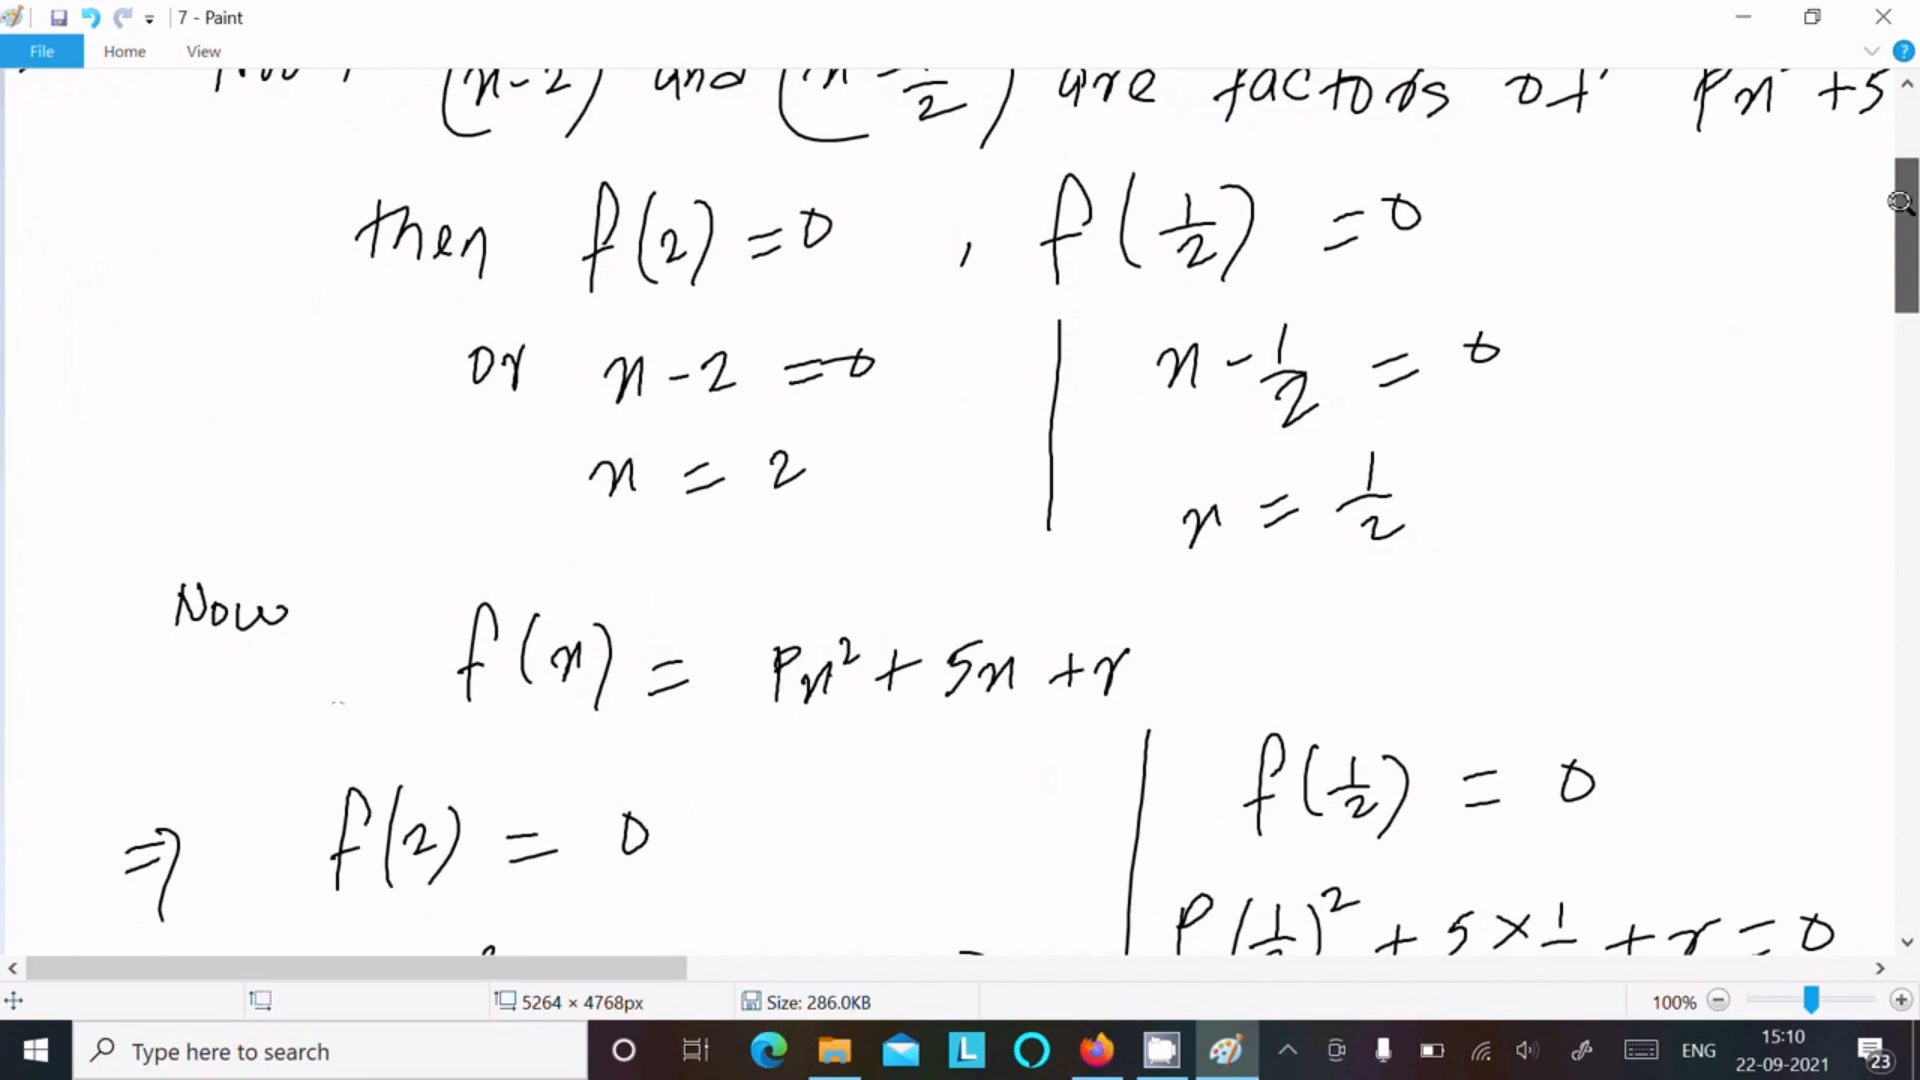 7 - Paint
File Home View
Now, (x-2) and (x - 1/2) are factors of Px² + 5
then f(2) = 0 , f(1/2) = 0
or x - 2 = 0 x - 1/2 = 0
x = 2 x = 1/2
Now f(x) = Px² + 5x + r
⇒ f(2) = 0 f(1/2) = 0
P(1/2)² + 5 × 1/ + r = 0
5264 × 4768px Size: 286.0KB 100%
Type here to search ENG 15:10 22-09-2021 23